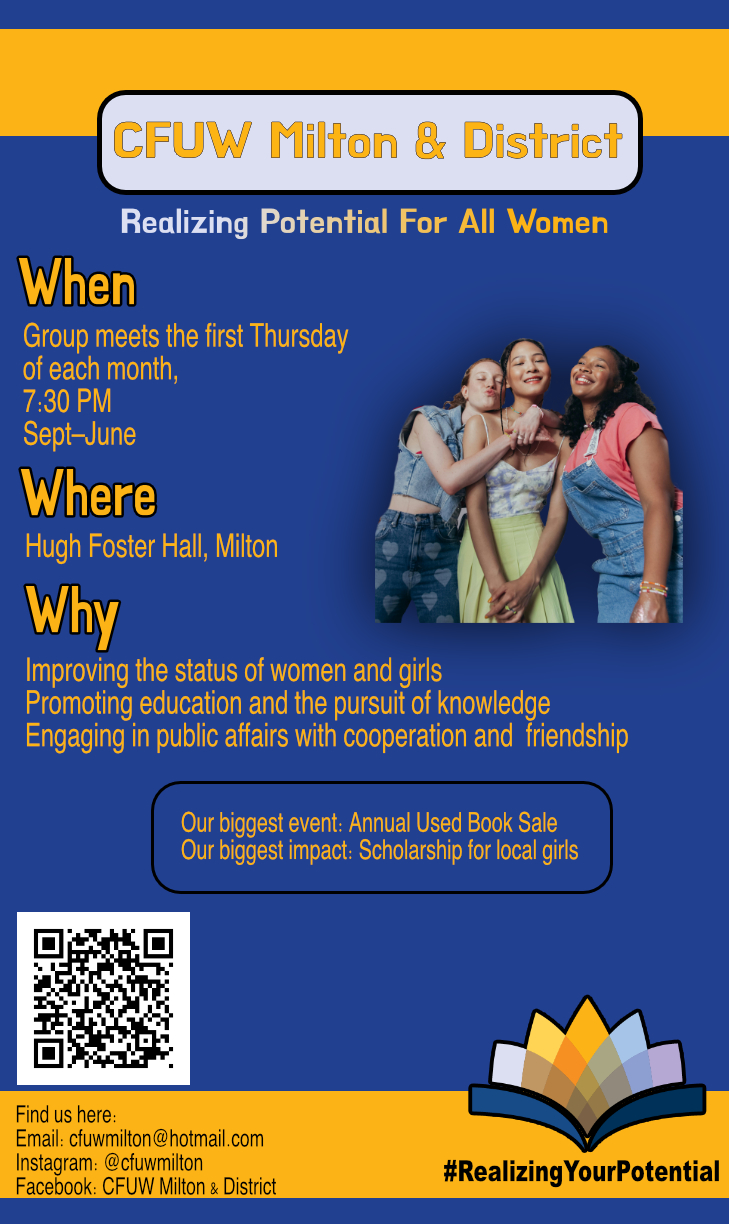 CFUW Milton & District
Realizing Potential For All Women
When
Group meets the first Thursday
of each month,
7:30 PM
Sept–June
Where
Hugh Foster Hall, Milton
Why
Improving the status of women and girls
Promoting education and the pursuit of knowledge
Engaging in public affairs with cooperation and friendship
Our biggest event: Annual Used Book Sale
Our biggest impact: Scholarship for local girls
Find us here:
Email: cfuwmilton@hotmail.com
Instagram: @cfuwmilton
Facebook: CFUW Milton & District
#RealizingYourPotential